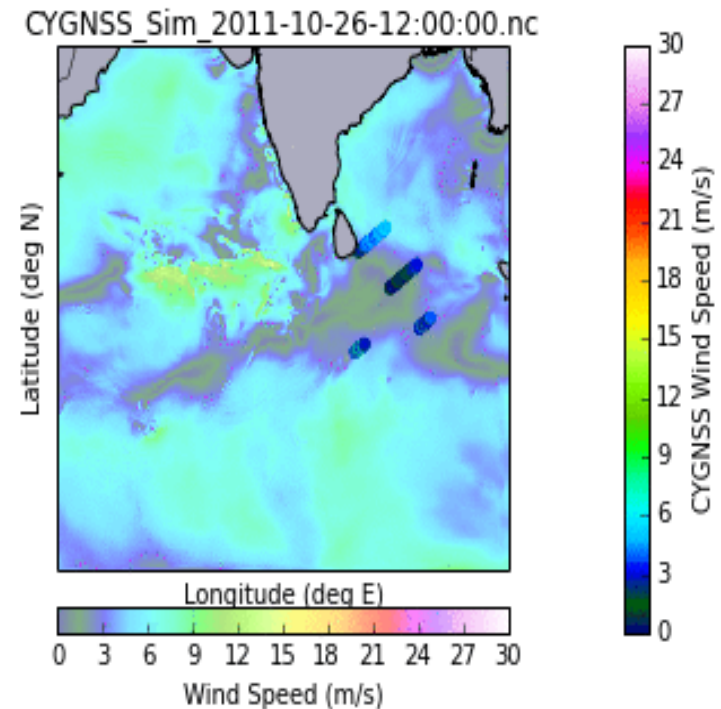 CYGNSS_Sim_2011-10-26-12:00:00.nc
Latitude (deg N)
Longitude (deg E)
0 3 6 9 12 15 18 21 24 27 30
Wind Speed (m/s)
30
27
24
21
18
15
12
9
6
3
0
CYGNSS Wind Speed (m/s)